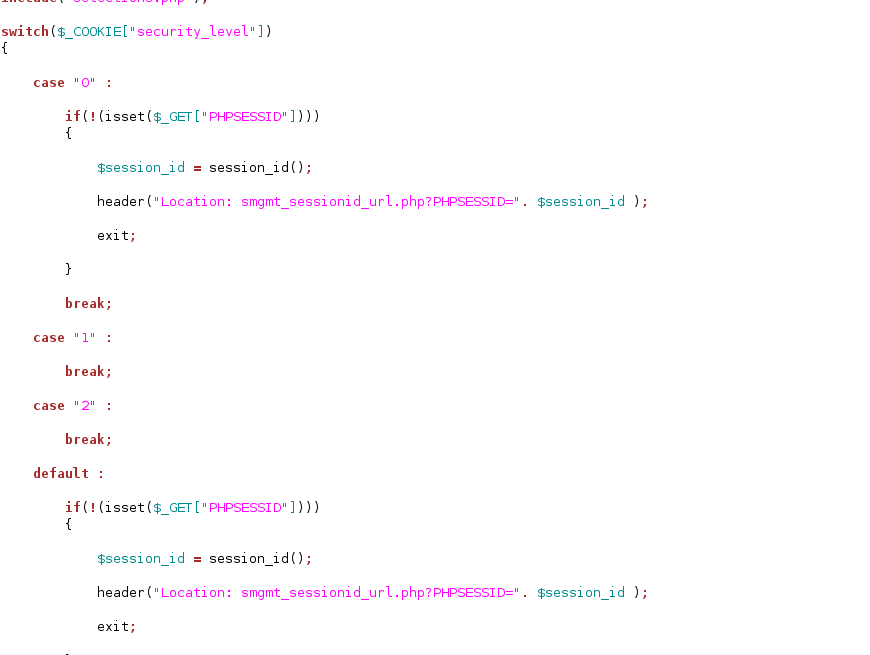 include("selections.php");
switch($_COOKIE["security_level"])
{
case "0" :
if(!(isset($_GET["PHPSESSID"])))
{
$session_id = session_id();
header("Location: smgmt_sessionid_url.php?PHPSESSID=". $session_id );
exit;
}
break;
case "1" :
break;
case "2" :
break;
default :
if(!(isset($_GET["PHPSESSID"])))
{
$session_id = session_id();
header("Location: smgmt_sessionid_url.php?PHPSESSID=". $session_id );
exit;